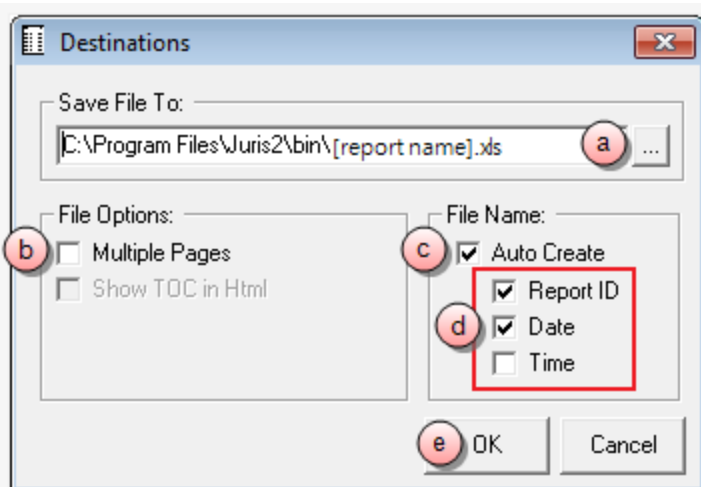 Destinations
Save File To:
C:\Program Files\Juris2\bin\[report name].xls
a
...
File Options:
b
Multiple Pages
Show TOC in Html
File Name:
c
Auto Create
Report ID
d
Date
Time
e
OK
Cancel